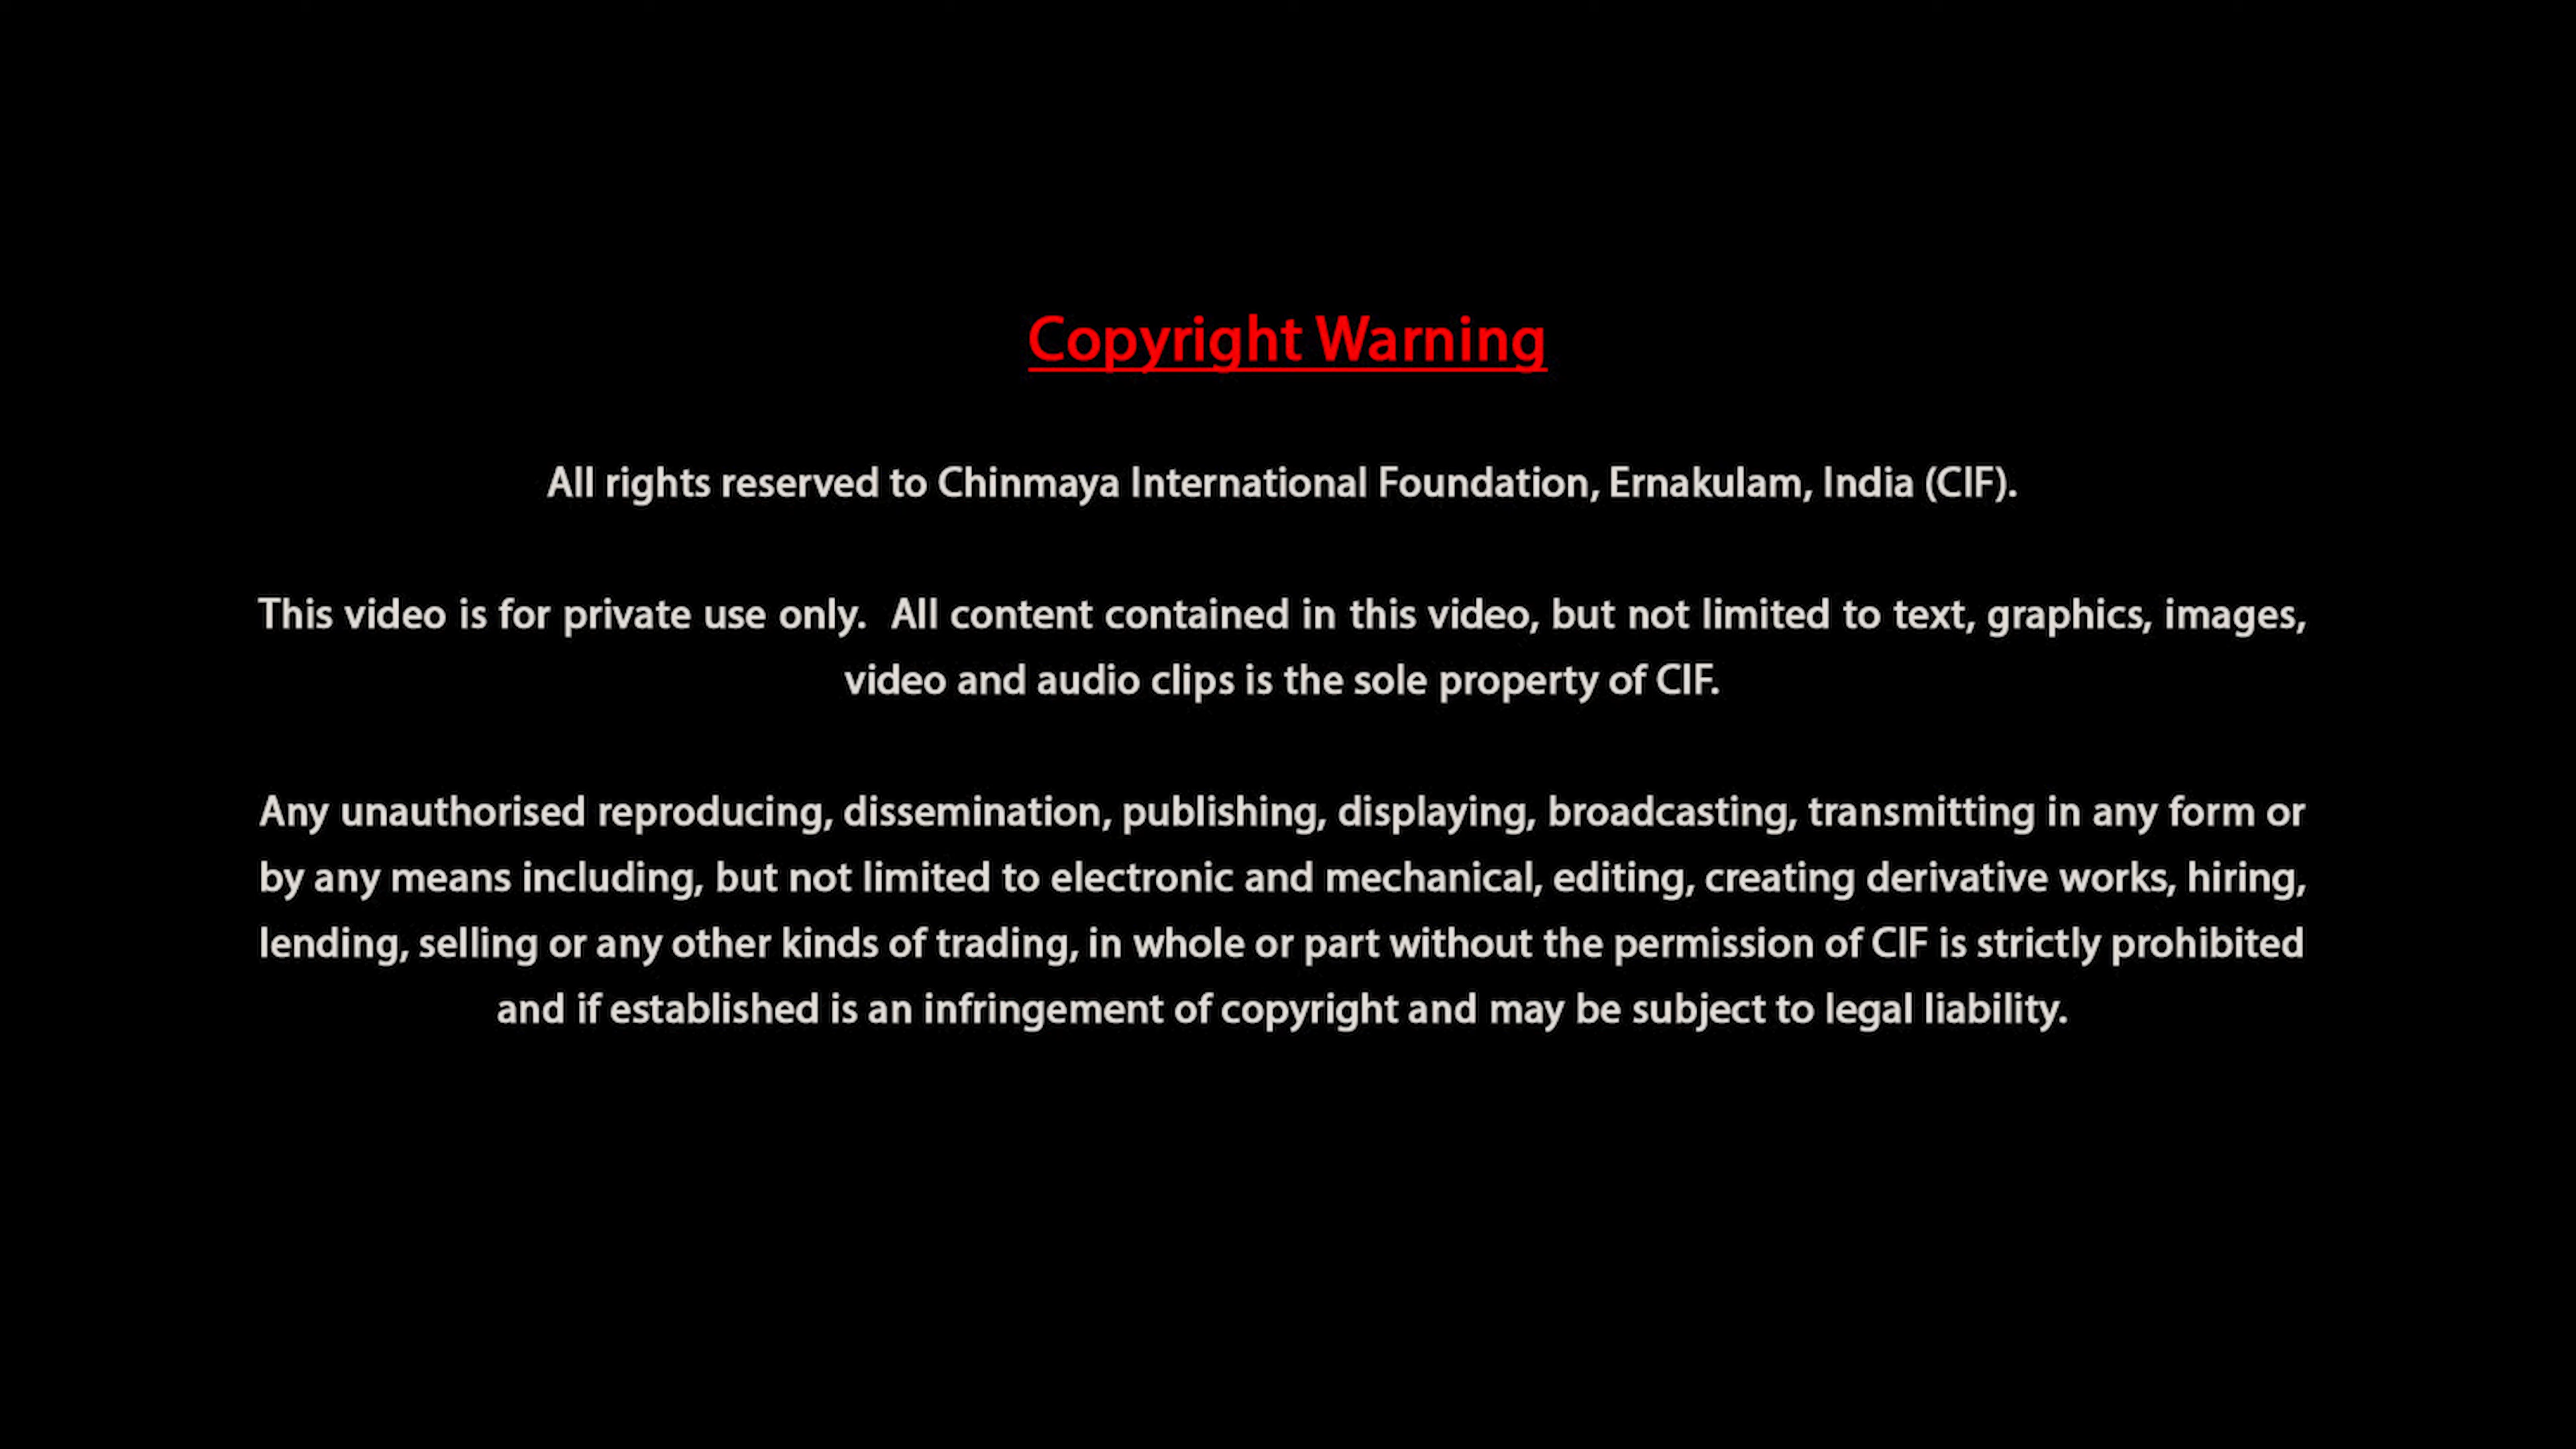 Copyright Warning
All rights reserved to Chinmaya International Foundation, Ernakulam, India (CIF).
This video is for private use only.  All content contained in this video, but not limited to text, graphics, images,
video and audio clips is the sole property of CIF.
Any unauthorised reproducing, dissemination, publishing, displaying, broadcasting, transmitting in any form or
by any means including, but not limited to electronic and mechanical, editing, creating derivative works, hiring,
lending, selling or any other kinds of trading, in whole or part without the permission of CIF is strictly prohibited
and if established is an infringement of copyright and may be subject to legal liability.